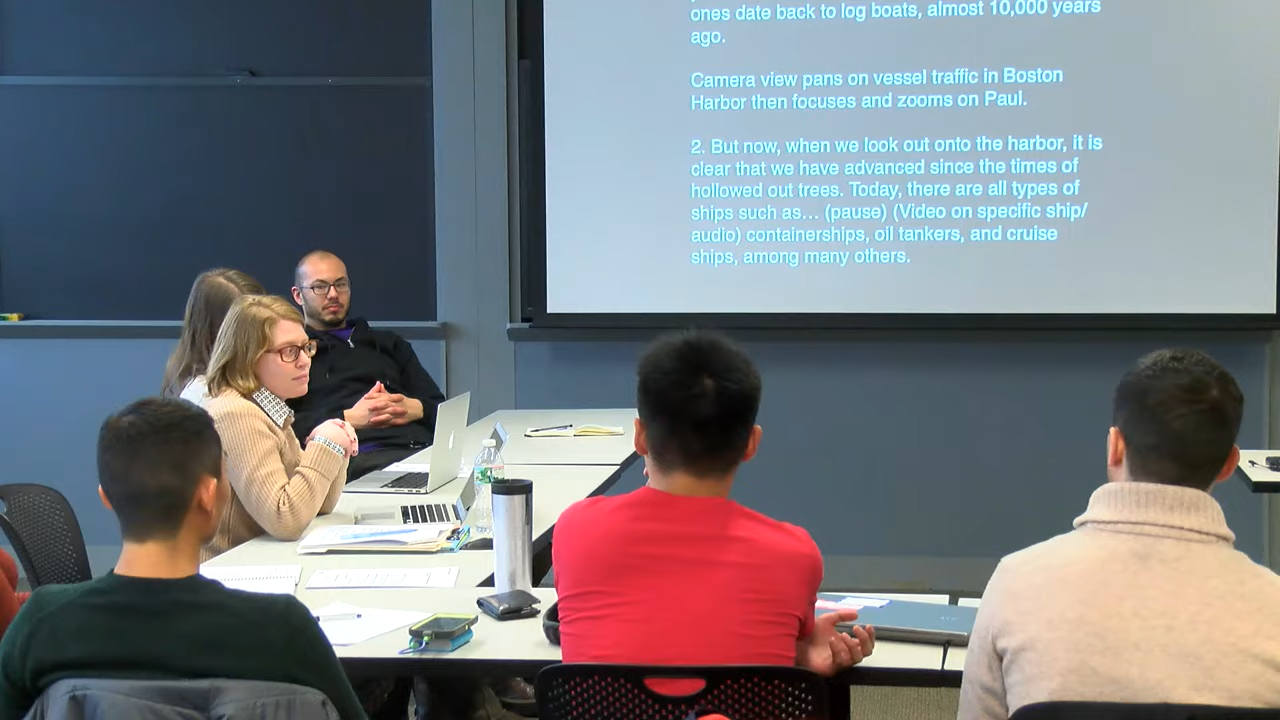 ones date back to log boats, almost 10,000 years
ago.
Camera view pans on vessel traffic in Boston
Harbor then focuses and zooms on Paul.
2. But now, when we look out onto the harbor, it is
clear that we have advanced since the times of
hollowed out trees. Today, there are all types of
ships such as... (pause) (Video on specific ship/
audio) containerships, oil tankers, and cruise
ships, among many others.